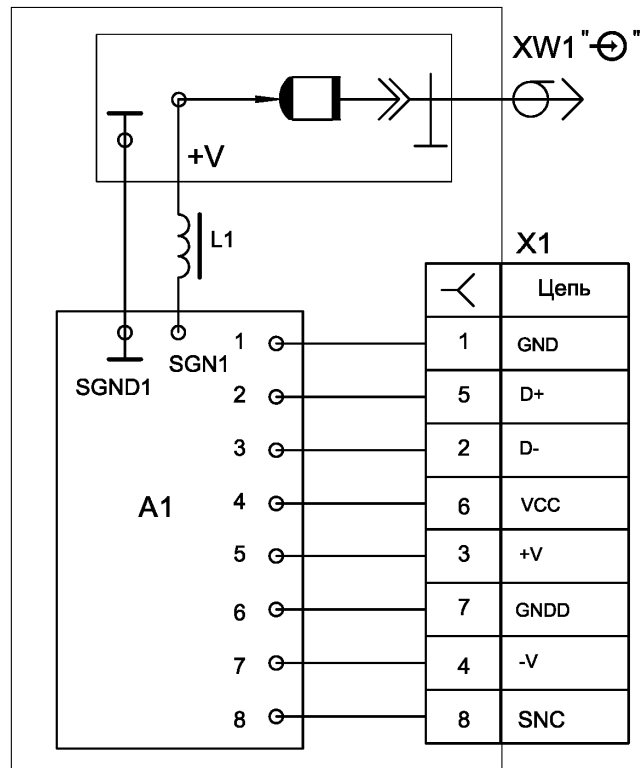 XW1 " "
+V
L1
X1
Цепь
SGND1
SGN1
A1
1 1 GND
2 5 D+
3 2 D-
4 6 VCC
5 3 +V
6 7 GNDD
7 4 -V
8 8 SNC